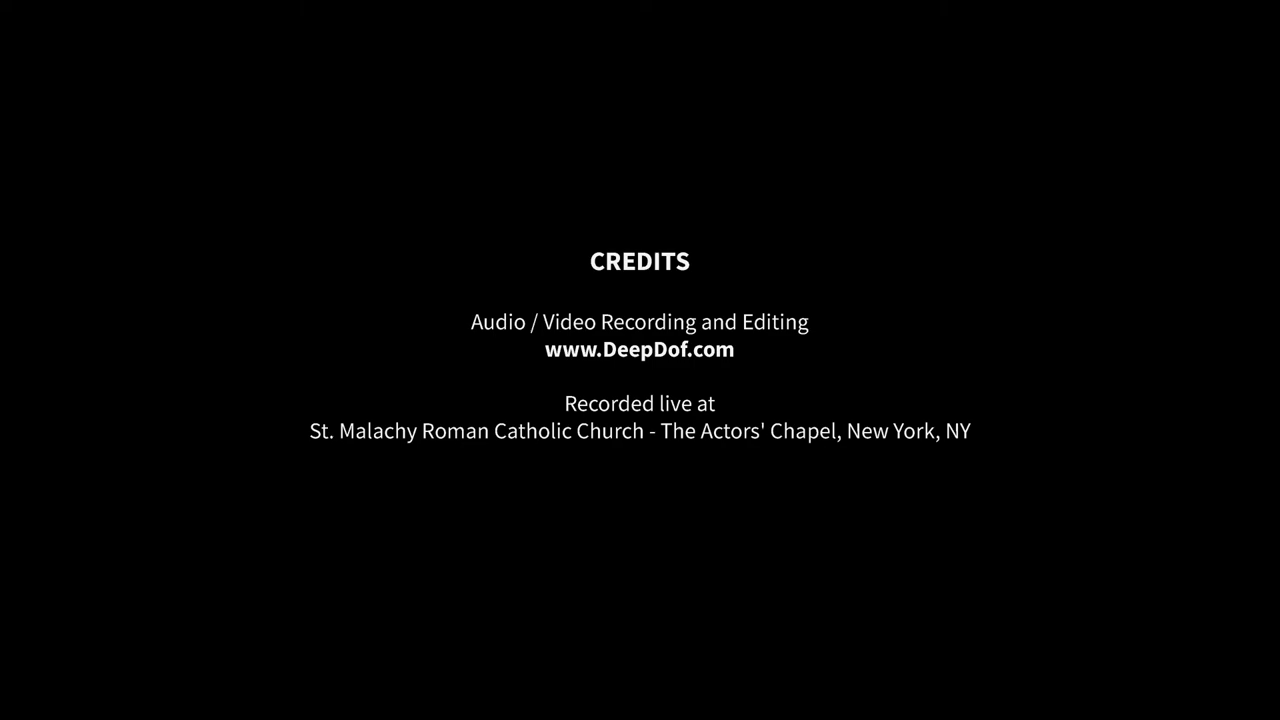 CREDITS
Audio / Video Recording and Editing
www.DeepDof.com
Recorded live at
St. Malachy Roman Catholic Church - The Actors' Chapel, New York, NY